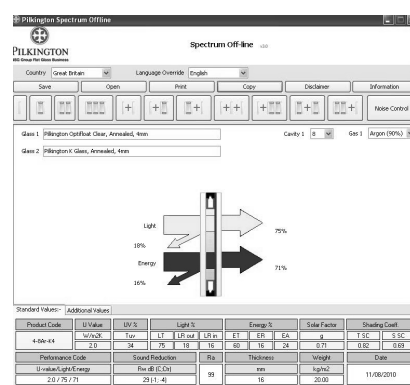 Pilkington Spectrum Offline
PILKINGTON
NSG Group Flat Glass Business
Spectrum Off-line
Country Great Britain Language Override English
Save Open Print Copy Disclaimer Information
Noise Control
Glass 1 Pilkington Optifloat Clear, Annealed, 4mm Cavity 1 8 Gas 1 Argon (90%)
Glass 2 Pilkington K Glass, Annealed, 4mm
Light
75%
18%
Energy
71%
16%
Standard Values:- Additional Values
Product Code U-Value UV % Light % Energy % Solar Factor Shading Coeft
4-8Ar-K4 W/m2K Tuv LT LR out LR in ET ER EA g T SC S SC
2.0 34 75 18 16 60 16 24 0.71 0.82 0.69
Performance Code Sound Reduction Ra Thickness Weight Date
U-value/Light/Energy Rw dB (C;Ctr) 99 mm kg/m2 11/08/2010
2.0 / 75 / 71 29 (-1;-4) 16 20.00